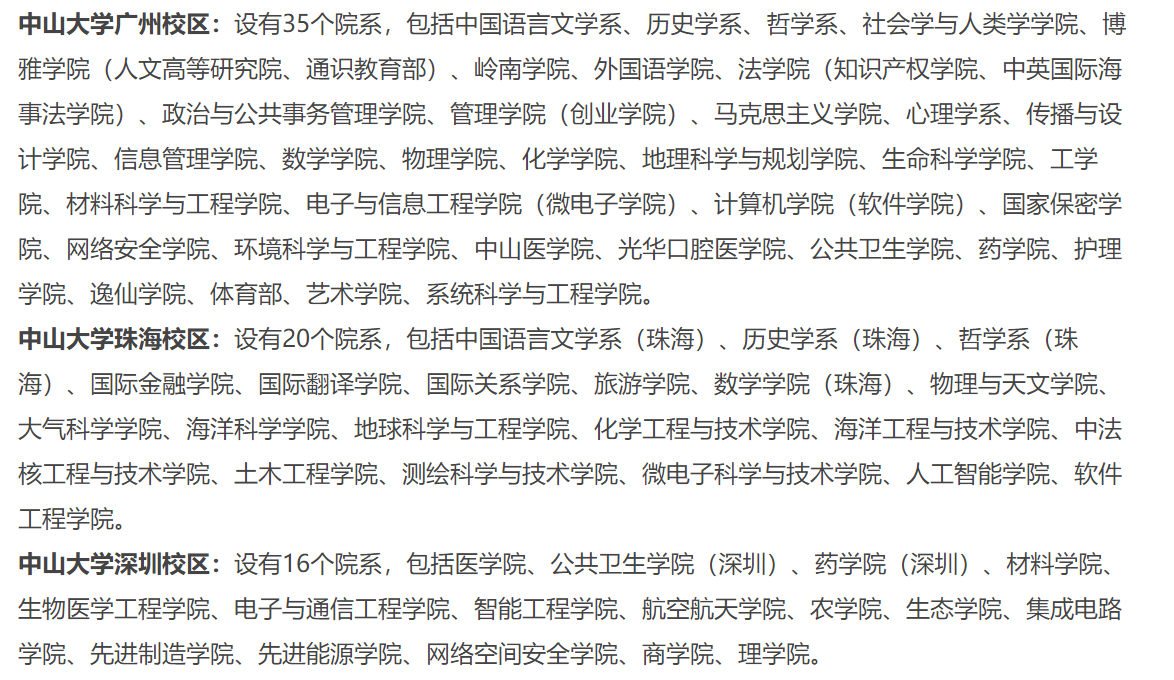 中山大学广州校区：设有35个院系，包括中国语言文学系、历史学系、哲学系、社会学与人类学学院、博
雅学院（人文高等研究院、通识教育部）、岭南学院、外国语学院、法学院（知识产权学院、中英国际海
事法学院）、政治与公共事务管理学院、管理学院（创业学院）、马克思主义学院、心理学系、传播与设
计学院、信息管理学院、数学学院、物理学院、化学学院、地理科学与规划学院、生命科学学院、工学
院、材料科学与工程学院、电子与信息工程学院（微电子学院）、计算机学院（软件学院）、国家保密学
院、网络安全学院、环境科学与工程学院、中山医学院、光华口腔医学院、公共卫生学院、药学院、护理
学院、逸仙学院、体育部、艺术学院、系统科学与工程学院。
中山大学珠海校区：设有20个院系，包括中国语言文学系（珠海）、历史学系（珠海）、哲学系（珠
海）、国际金融学院、国际翻译学院、国际关系学院、旅游学院、数学学院（珠海）、物理与天文学院、
大气科学学院、海洋科学学院、地球科学与工程学院、化学工程与技术学院、海洋工程与技术学院、中法
核工程与技术学院、土木工程学院、测绘科学与技术学院、微电子科学与技术学院、人工智能学院、软件
工程学院。
中山大学深圳校区：设有16个院系，包括医学院、公共卫生学院（深圳）、药学院（深圳）、材料学院、
生物医学工程学院、电子与通信工程学院、智能工程学院、航空航天学院、农学院、生态学院、集成电路
学院、先进制造学院、先进能源学院、网络空间安全学院、商学院、理学院。